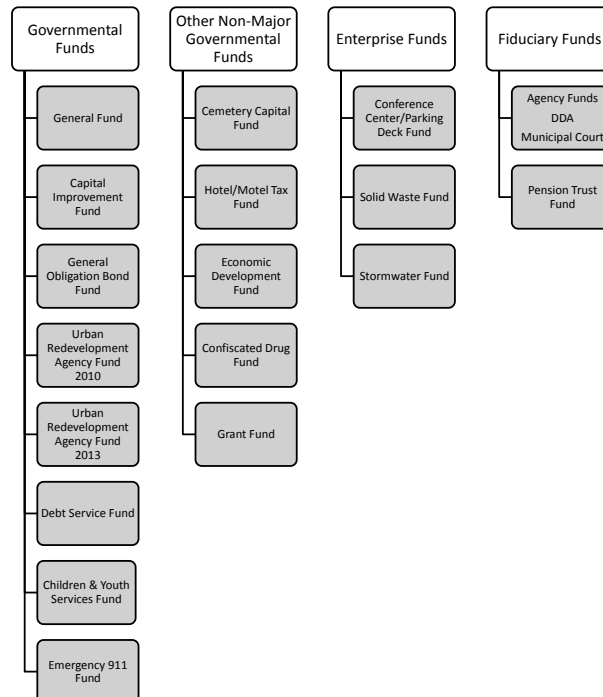 Governmental
Funds
General Fund
Capital
Improvement
Fund
General
Obligation Bond
Fund
Urban
Redevelopment
Agency Fund
2010
Urban
Redevelopment
Agency Fund
2013
Debt Service Fund
Children & Youth
Services Fund
Emergency 911
Fund
Other Non-Major
Governmental
Funds
Cemetery Capital
Fund
Hotel/Motel Tax
Fund
Economic
Development
Fund
Confiscated Drug
Fund
Grant Fund
Enterprise Funds
Conference
Center/Parking
Deck Fund
Solid Waste Fund
Stormwater Fund
Fiduciary Funds
Agency Funds
DDA
Municipal Court
Pension Trust
Fund